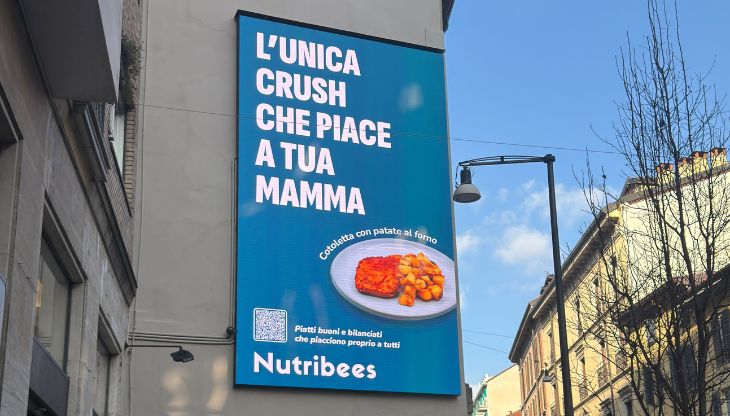 L'UNICA
CRUSH
CHE PIACE
A TUA
MAMMA
Cotoletta con patate al forno
Piatti buoni e bilanciati
che piacciono proprio a tutti
Nutribees